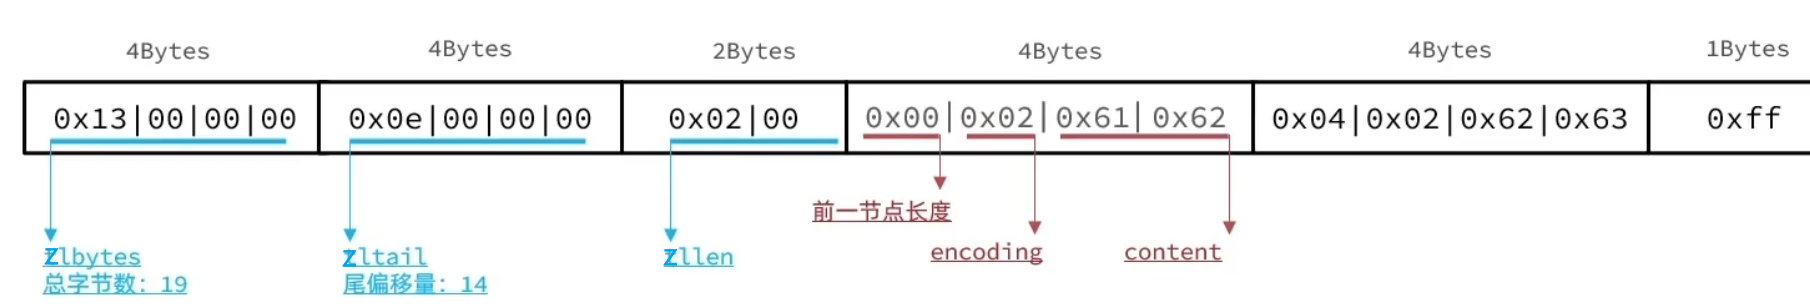 4Bytes 4Bytes 2Bytes 4Bytes 4Bytes 1Bytes
0x13|00|00|00 0x0e|00|00|00 0x02|00 0x00|0x02|0x61| 0x62 0x04|0x02|0x62|0x63 0xff
前一节点长度
zlbytes zltail zllen encoding content
总字节数：19 尾偏移量：14